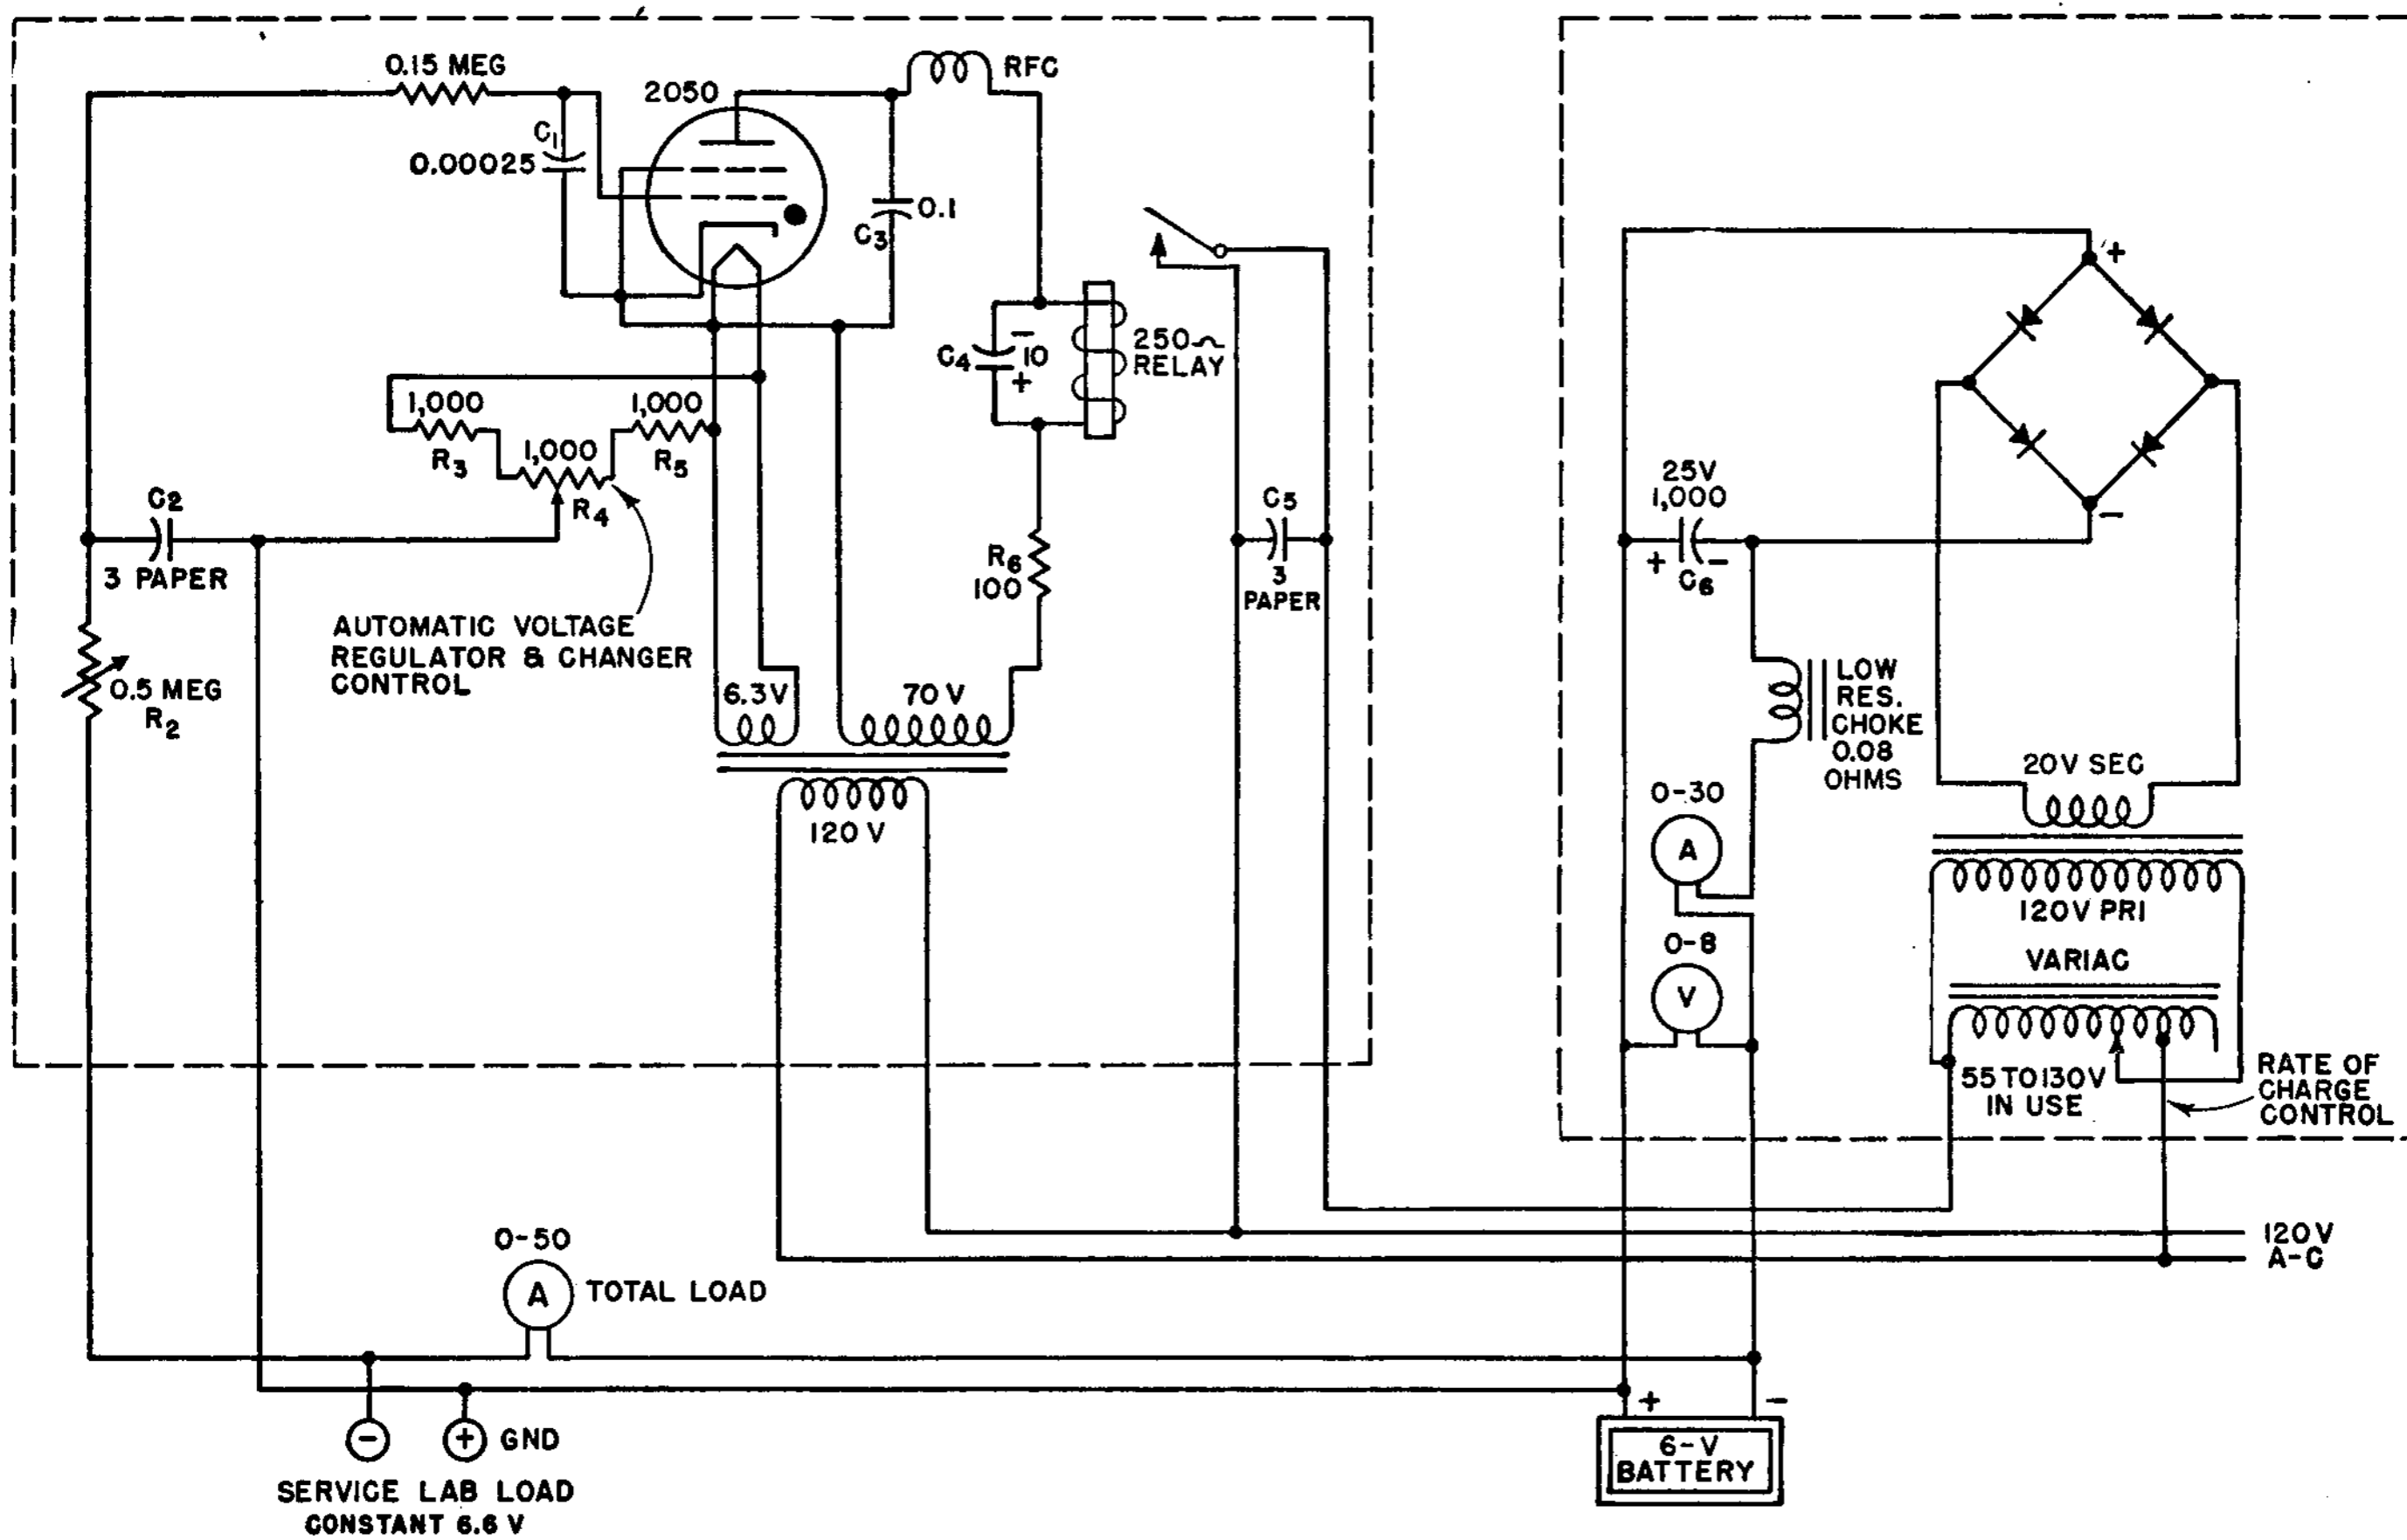 0.15 MEG
RFC
2050
C1
0.00025
0.1
C3
+
250Ω
RELAY
−
10
C4
+
1,000
1,000
R3
1,000
R5
R4
C2
3 PAPER
AUTOMATIC VOLTAGE
REGULATOR & CHANGER
CONTROL
R6
100
C5
3
PAPER
25V
1,000
+
−
C6
−
0.5 MEG
R2
6.3V
70 V
120 V
LOW
RES.
CHOKE
0.08
OHMS
20V SEC
0-30
A
120V PRI
0-8
V
VARIAC
55 TO 130V
IN USE
RATE OF
CHARGE
CONTROL
120V
A-C
0-50
A
TOTAL LOAD
+
−
6-V
BATTERY
−
+
GND
SERVICE LAB LOAD
CONSTANT 6.6 V